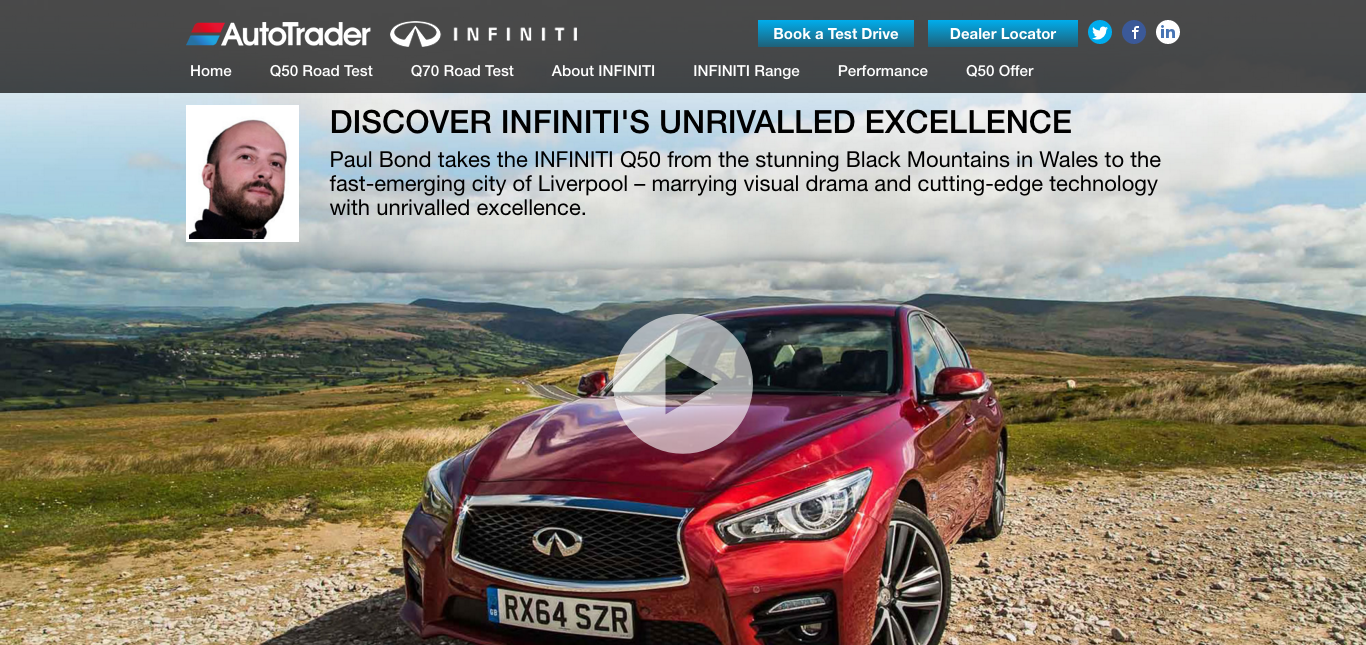 AutoTrader INFINITI
Book a Test Drive
Dealer Locator
Home
Q50 Road Test
Q70 Road Test
About INFINITI
INFINITI Range
Performance
Q50 Offer
DISCOVER INFINITI'S UNRIVALLED EXCELLENCE
Paul Bond takes the INFINITI Q50 from the stunning Black Mountains in Wales to the
fast-emerging city of Liverpool – marrying visual drama and cutting-edge technology
with unrivalled excellence.
GB RX64 SZR